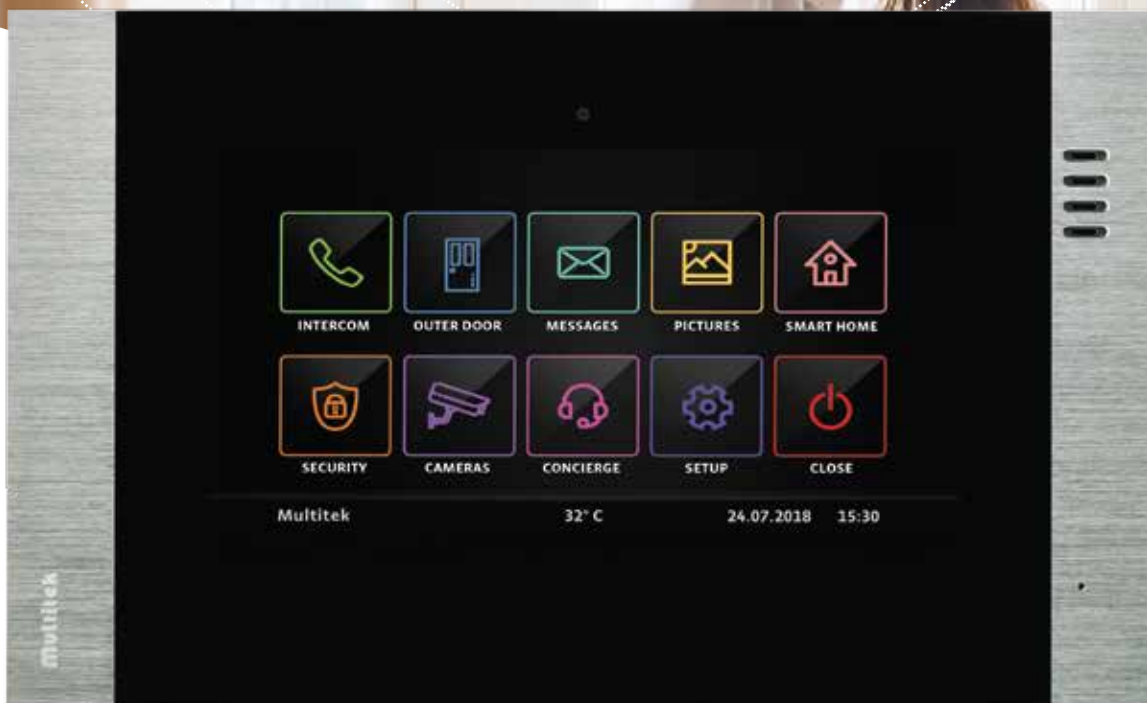 INTERCOM OUTER DOOR MESSAGES PICTURES SMART HOME
SECURITY CAMERAS CONCIERGE SETUP CLOSE
Multitek 32° C 24.07.2018 15:30
multitek